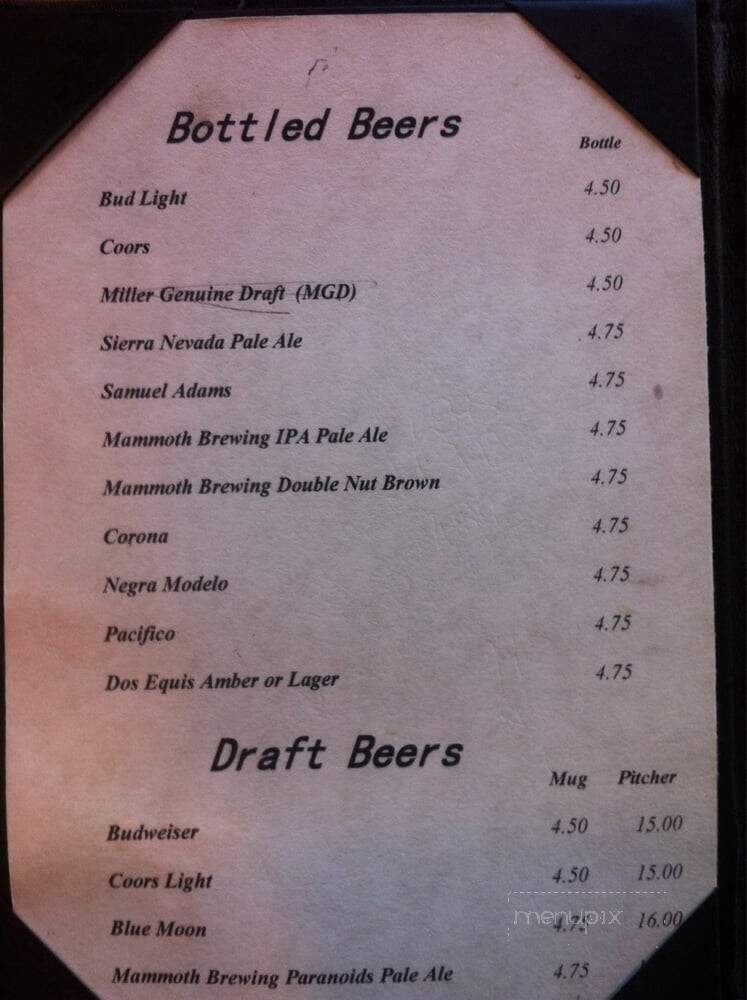 Bottled Beers
Bottle
Bud Light 4.50
Coors 4.50
Miller Genuine Draft (MGD) 4.50
Sierra Nevada Pale Ale 4.75
Samuel Adams 4.75
Mammoth Brewing IPA Pale Ale 4.75
Mammoth Brewing Double Nut Brown 4.75
Corona 4.75
Negra Modelo 4.75
Pacifico 4.75
Dos Equis Amber or Lager 4.75
Draft Beers
Mug Pitcher
Budweiser 4.50 15.00
Coors Light 4.50 15.00
Blue Moon 4.75 16.00
menupix
Mammoth Brewing Paranoids Pale Ale 4.75